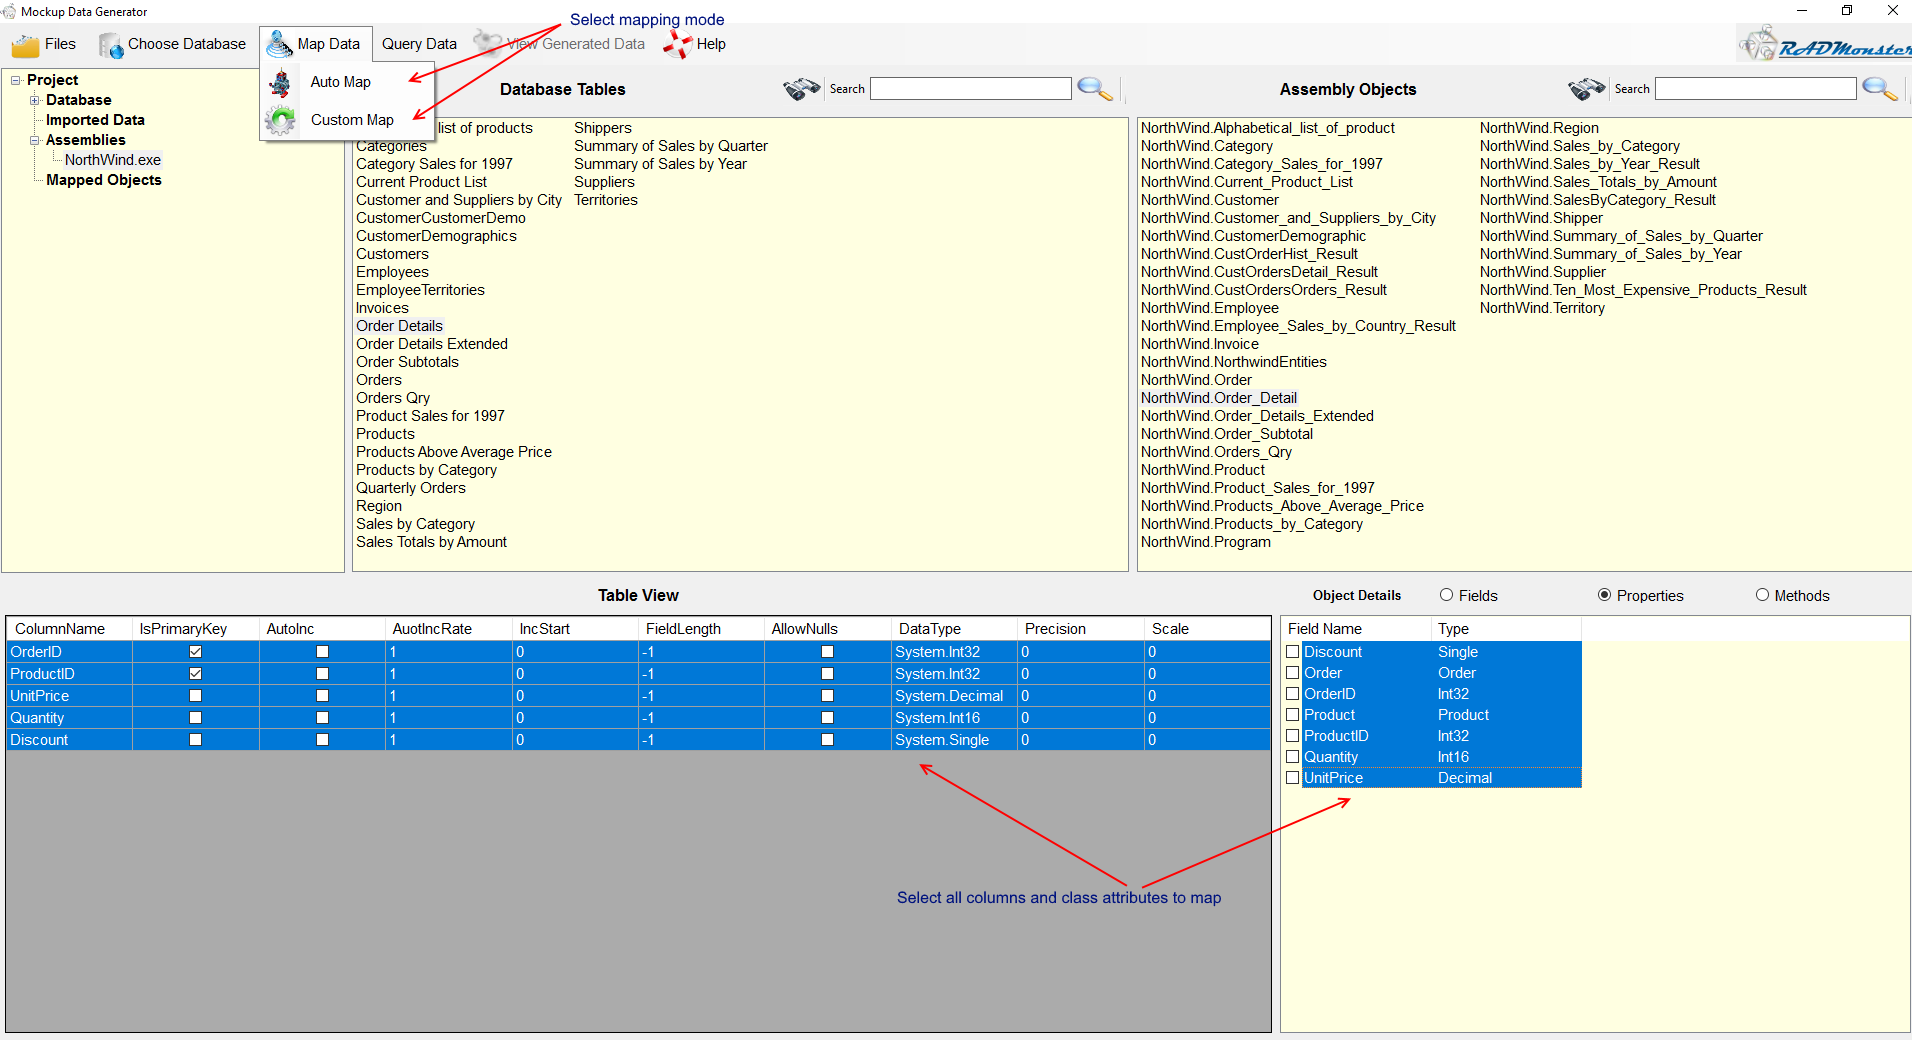 Mockup Data Generator
Select mapping mode
Files Choose Database Map Data Query Data View Generated Data Help RADMonster
Auto Map
Custom Map
Project
Database
Imported Data
Assemblies
NorthWind.exe
Mapped Objects
Database Tables Search
list of products
Categories
Category Sales for 1997
Current Product List
Customer and Suppliers by City
CustomerCustomerDemo
CustomerDemographics
Customers
Employees
EmployeeTerritories
Invoices
Order Details
Order Details Extended
Order Subtotals
Orders
Orders Qry
Product Sales for 1997
Products
Products Above Average Price
Products by Category
Quarterly Orders
Region
Sales by Category
Sales Totals by Amount
Shippers
Summary of Sales by Quarter
Summary of Sales by Year
Suppliers
Territories
Assembly Objects Search
NorthWind.Alphabetical_list_of_product
NorthWind.Category
NorthWind.Category_Sales_for_1997
NorthWind.Current_Product_List
NorthWind.Customer
NorthWind.Customer_and_Suppliers_by_City
NorthWind.CustomerDemographic
NorthWind.CustOrderHist_Result
NorthWind.CustOrdersDetail_Result
NorthWind.CustOrdersOrders_Result
NorthWind.Employee
NorthWind.Employee_Sales_by_Country_Result
NorthWind.Invoice
NorthWind.NorthwindEntities
NorthWind.Order
NorthWind.Order_Detail
NorthWind.Order_Details_Extended
NorthWind.Order_Subtotal
NorthWind.Orders_Qry
NorthWind.Product
NorthWind.Product_Sales_for_1997
NorthWind.Products_Above_Average_Price
NorthWind.Products_by_Category
NorthWind.Program
NorthWind.Region
NorthWind.Sales_by_Category
NorthWind.Sales_by_Year_Result
NorthWind.Sales_Totals_by_Amount
NorthWind.SalesByCategory_Result
NorthWind.Shipper
NorthWind.Summary_of_Sales_by_Quarter
NorthWind.Summary_of_Sales_by_Year
NorthWind.Supplier
NorthWind.Ten_Most_Expensive_Products_Result
NorthWind.Territory
Table View
ColumnName IsPrimaryKey AutoInc AuotIncRate IncStart FieldLength AllowNulls DataType Precision Scale
OrderID 1 0 -1 System.Int32 0 0
ProductID 1 0 -1 System.Int32 0 0
UnitPrice 1 0 -1 System.Decimal 0 0
Quantity 1 0 -1 System.Int16 0 0
Discount 1 0 -1 System.Single 0 0
Object Details Fields Properties Methods
Field Name Type
Discount Single
Order Order
OrderID Int32
Product Product
ProductID Int32
Quantity Int16
UnitPrice Decimal
Select all columns and class attributes to map